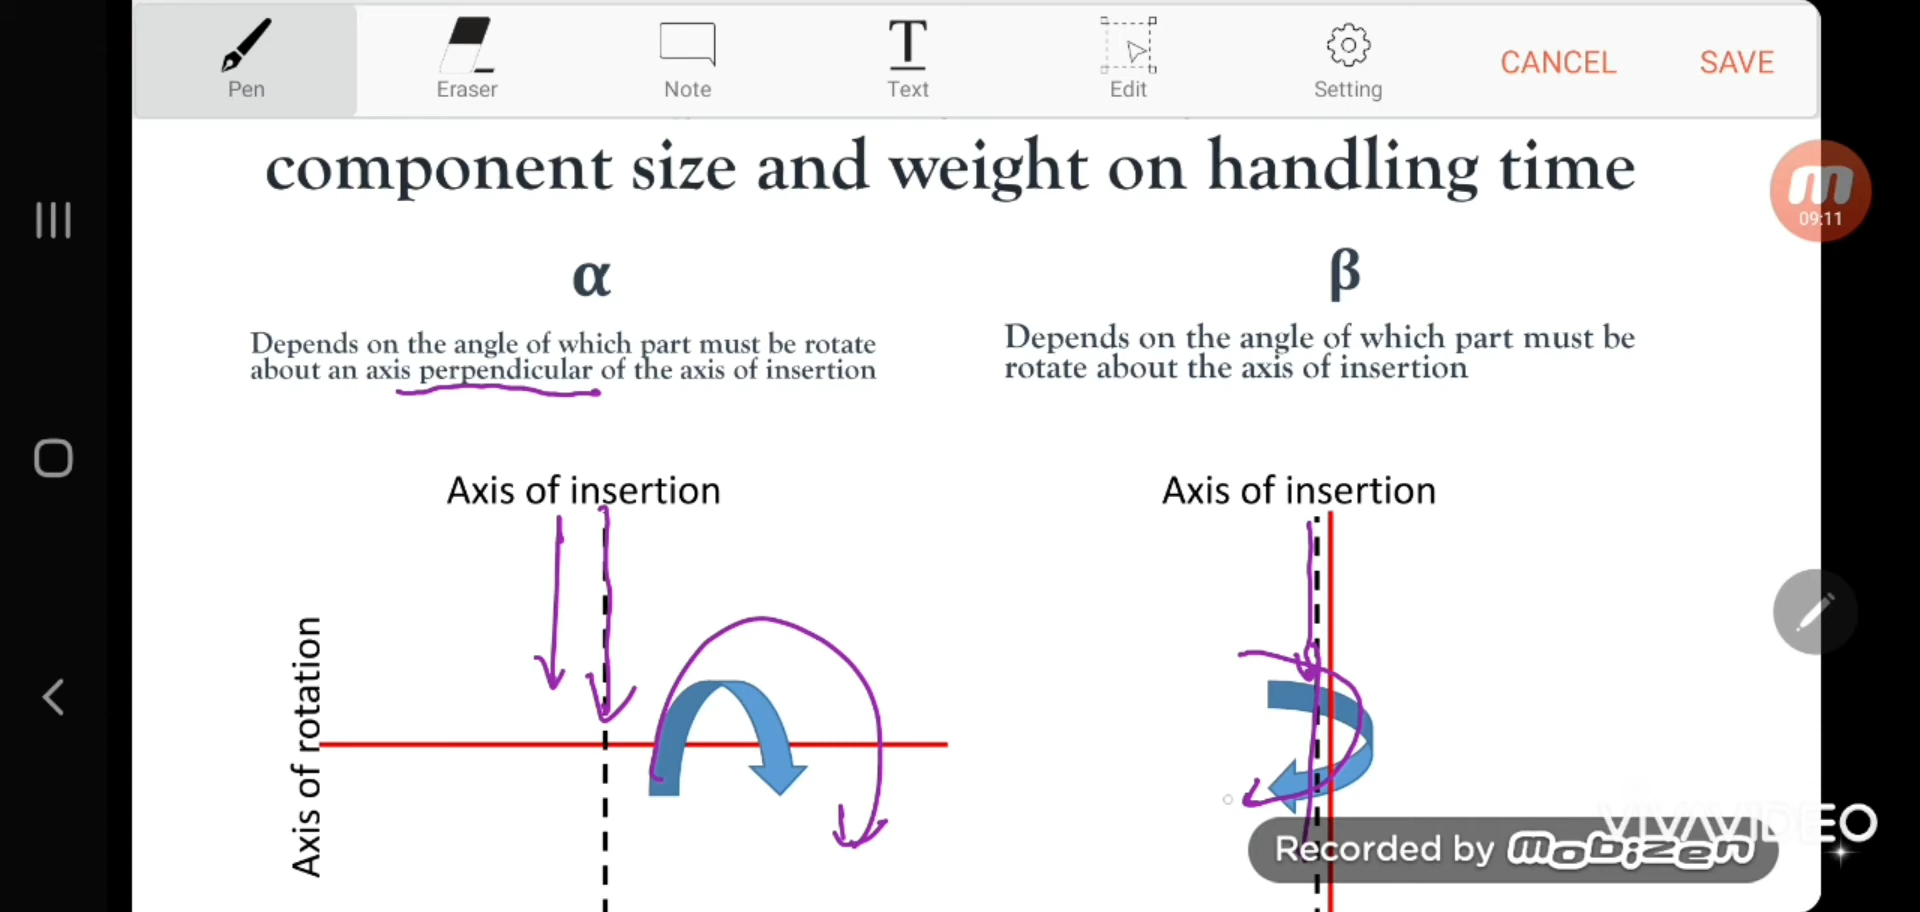 Pen
Eraser
Note
Text
Edit
Setting
CANCEL
SAVE
component size and weight on handling time
09:11
α
β
Depends on the angle of which part must be rotate
about an axis perpendicular of the axis of insertion
Depends on the angle of which part must be
rotate about the axis of insertion
Axis of insertion
Axis of insertion
Axis of rotation
VIVAVIDEO
Recorded by mobizen